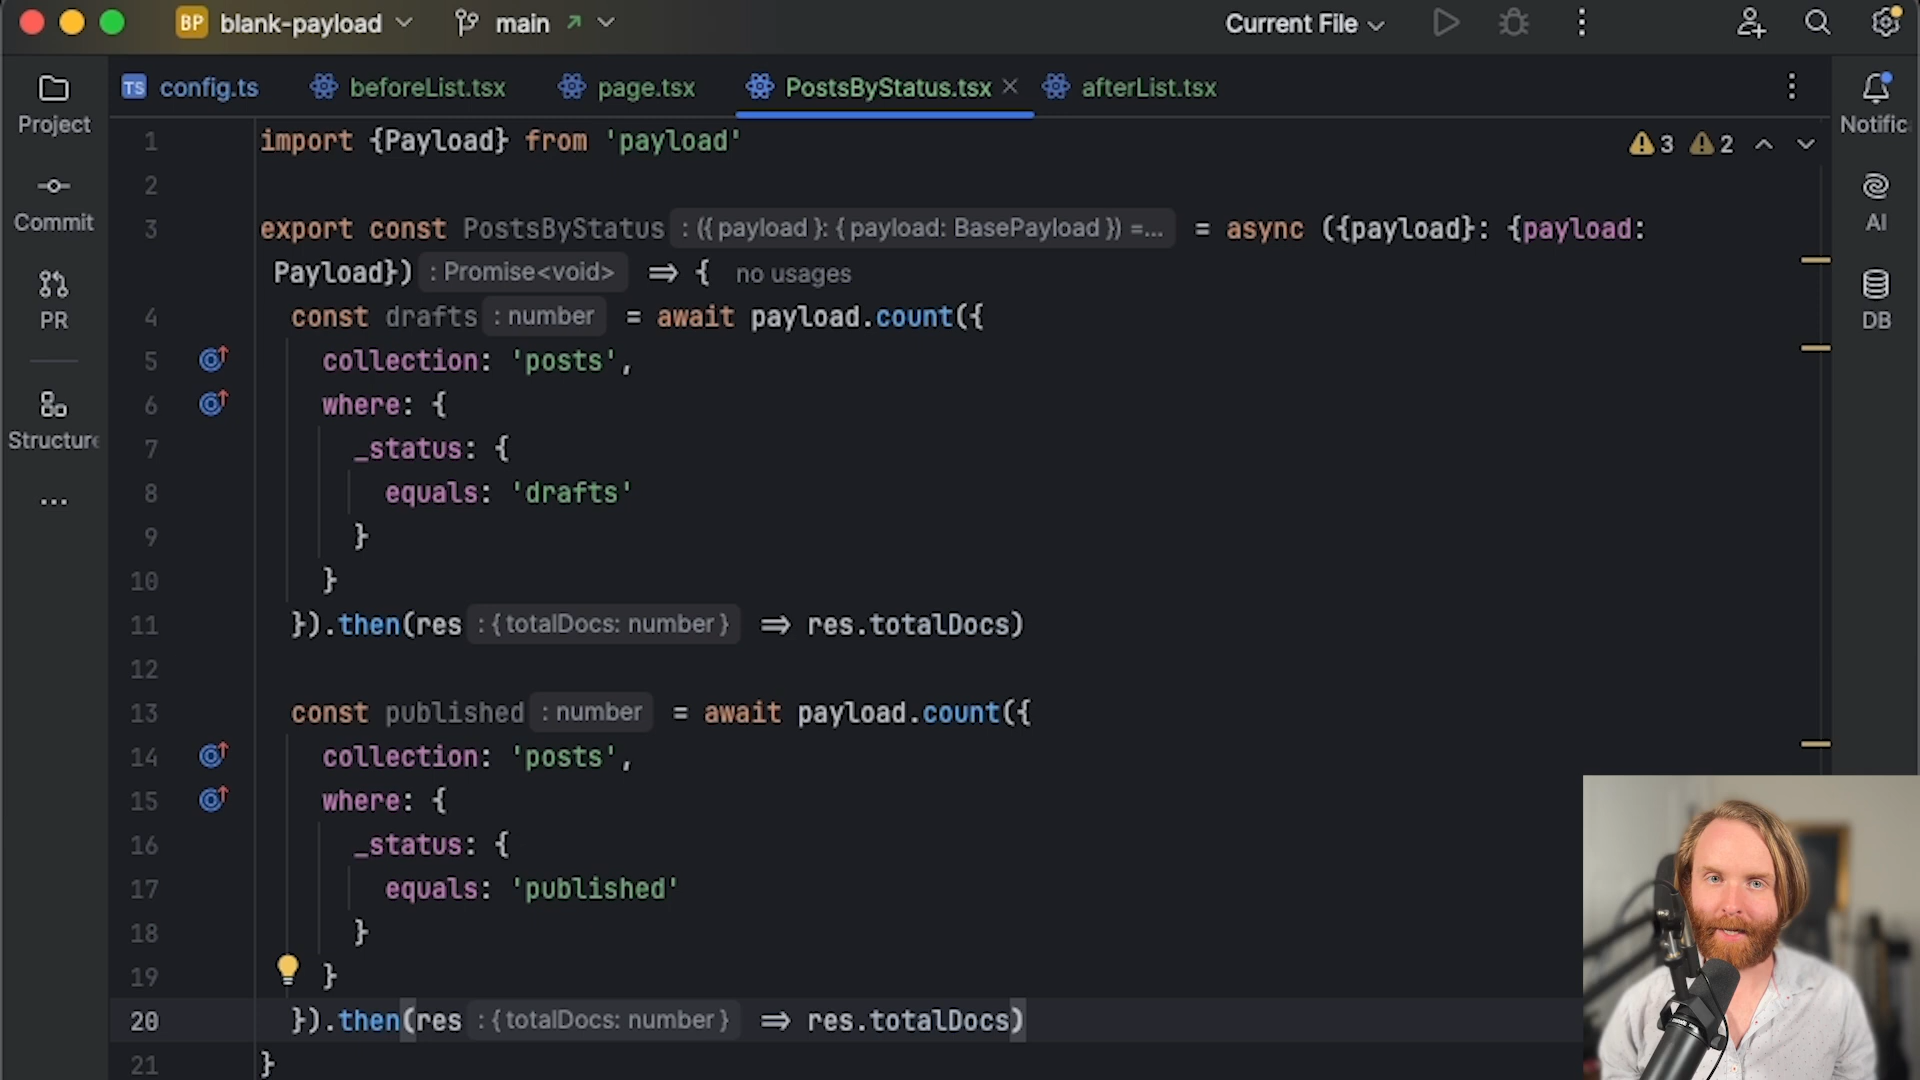 BP blank-payload main Current File
TS config.ts beforeList.tsx page.tsx PostsByStatus.tsx afterList.tsx
Project
Commit
PR
Structure
...
Notific
AI
DB
3 2
1 import {Payload} from 'payload'
2
3 export const PostsByStatus : ({ payload }: { payload: BasePayload }) =... = async ({payload}: {payload:
Payload}) : Promise<void> => { no usages
4 const drafts : number = await payload.count({
5 collection: 'posts',
6 where: {
7 _status: {
8 equals: 'drafts'
9 }
10 }
11 }).then(res : { totalDocs: number } => res.totalDocs)
12
13 const published : number = await payload.count({
14 collection: 'posts',
15 where: {
16 _status: {
17 equals: 'published'
18 }
19 }
20 }).then(res : { totalDocs: number } => res.totalDocs)
21 }